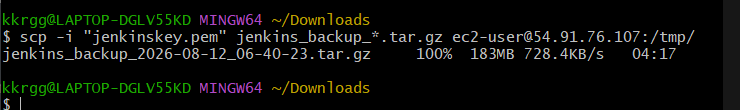 kkrgg@LAPTOP-DGLV55KD MINGW64 ~/Downloads
$ scp -i "jenkinskey.pem" jenkins_backup_*.tar.gz ec2-user@54.91.76.107:/tmp/
jenkins_backup_2026-08-12_06-40-23.tar.gz 100% 183MB 728.4KB/s 04:17
kkrgg@LAPTOP-DGLV55KD MINGW64 ~/Downloads
$